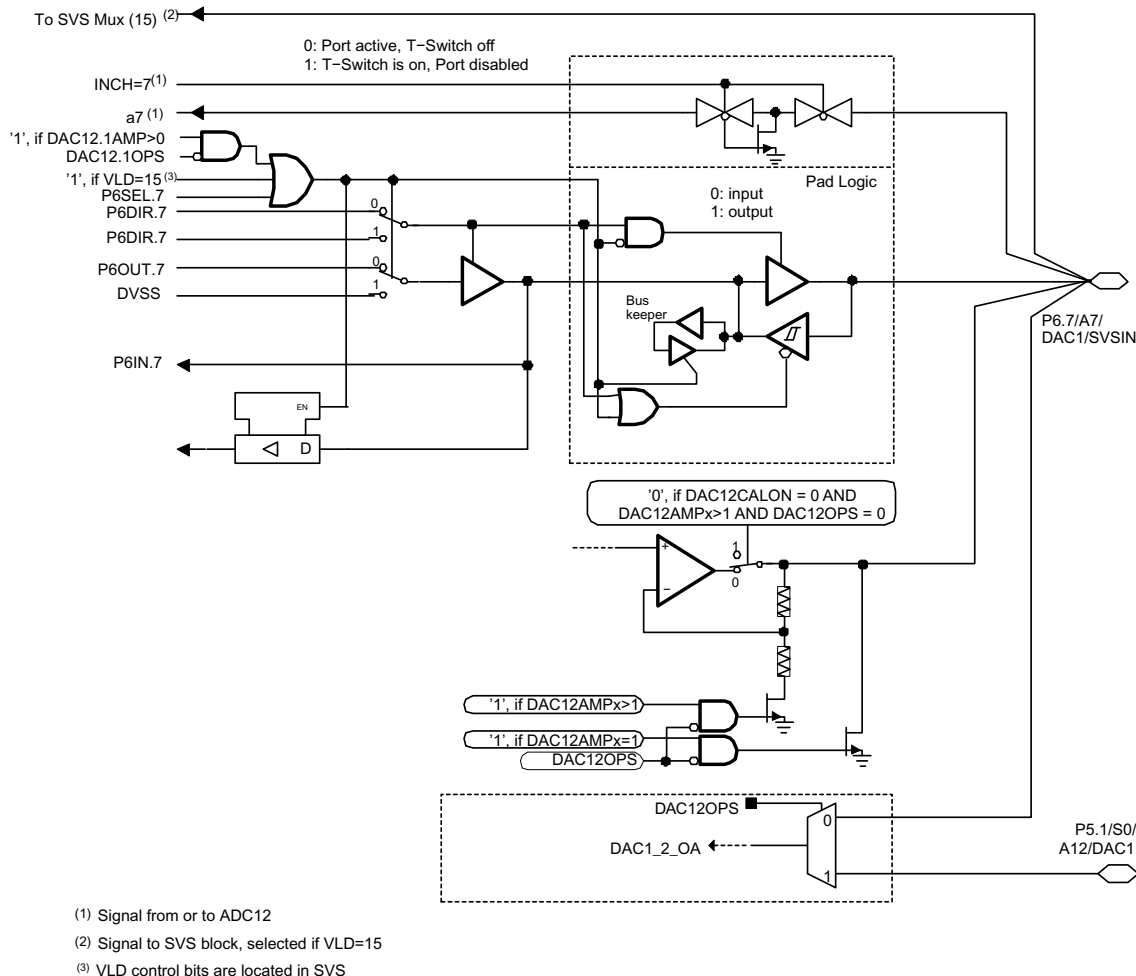 To SVS Mux (15) (2)
0: Port active, T−Switch off
1: T−Switch is on, Port disabled
INCH=7(1)
a7 (1)
'1', if DAC12.1AMP>0
DAC12.1OPS
'1', if VLD=15 (3)
P6SEL.7
P6DIR.7
0
P6DIR.7
1
P6OUT.7
0
DVSS
1
Pad Logic
0: input
1: output
Bus
keeper
P6.7/A7/
DAC1/SVSIN
P6IN.7
EN
D
'0', if DAC12CALON = 0 AND
DAC12AMPx>1 AND DAC12OPS = 0
+
−
1
0
'1', if DAC12AMPx>1
'1', if DAC12AMPx=1
DAC12OPS
DAC12OPS
0
DAC1_2_OA
1
P5.1/S0/
A12/DAC1
(1) Signal from or to ADC12
(2) Signal to SVS block, selected if VLD=15
(3) VLD control bits are located in SVS